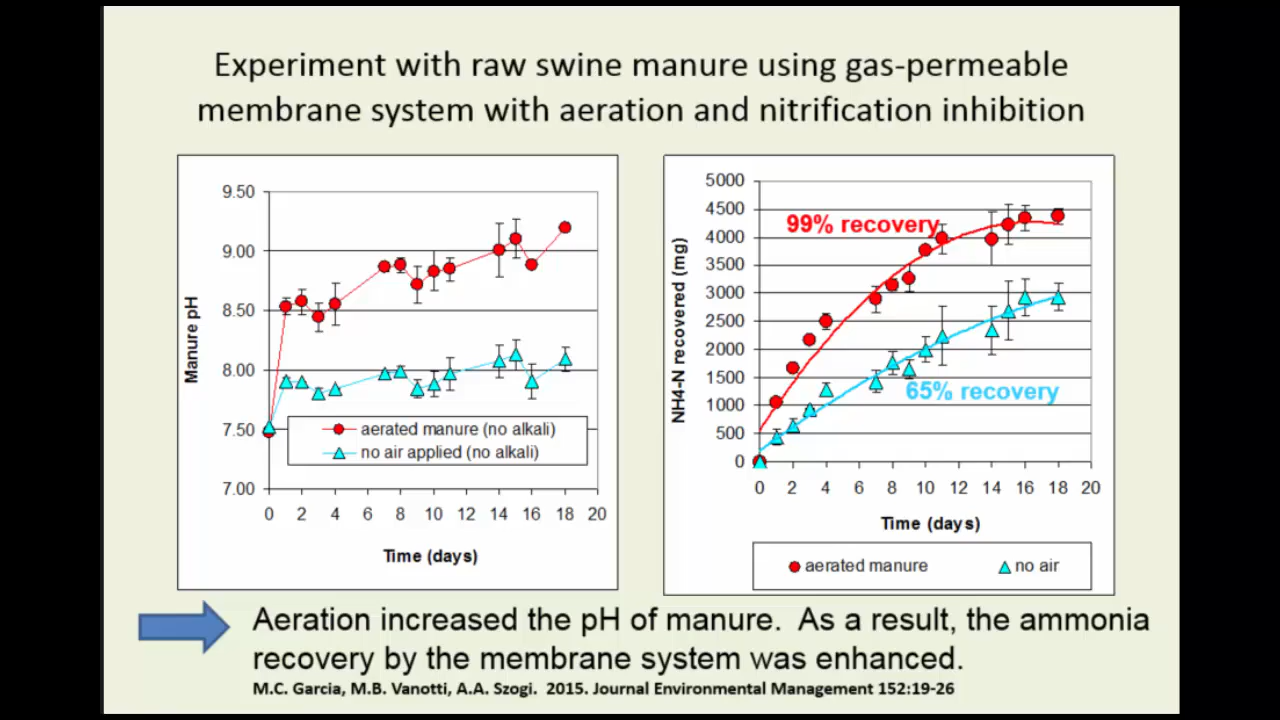 Experiment with raw swine manure using gas-permeable
membrane system with aeration and nitrification inhibition
9.50
9.00
8.50
8.00
7.50
7.00
Manure pH
aerated manure (no alkali)
no air applied (no alkali)
0 2 4 6 8 10 12 14 16 18 20
Time (days)
5000
4500
4000
3500
3000
2500
2000
1500
1000
500
0
NH4-N recovered (mg)
99% recovery
65% recovery
0 2 4 6 8 10 12 14 16 18 20
Time (days)
aerated manure no air
Aeration increased the pH of manure. As a result, the ammonia
recovery by the membrane system was enhanced.
M.C. Garcia, M.B. Vanotti, A.A. Szogi. 2015. Journal Environmental Management 152:19-26